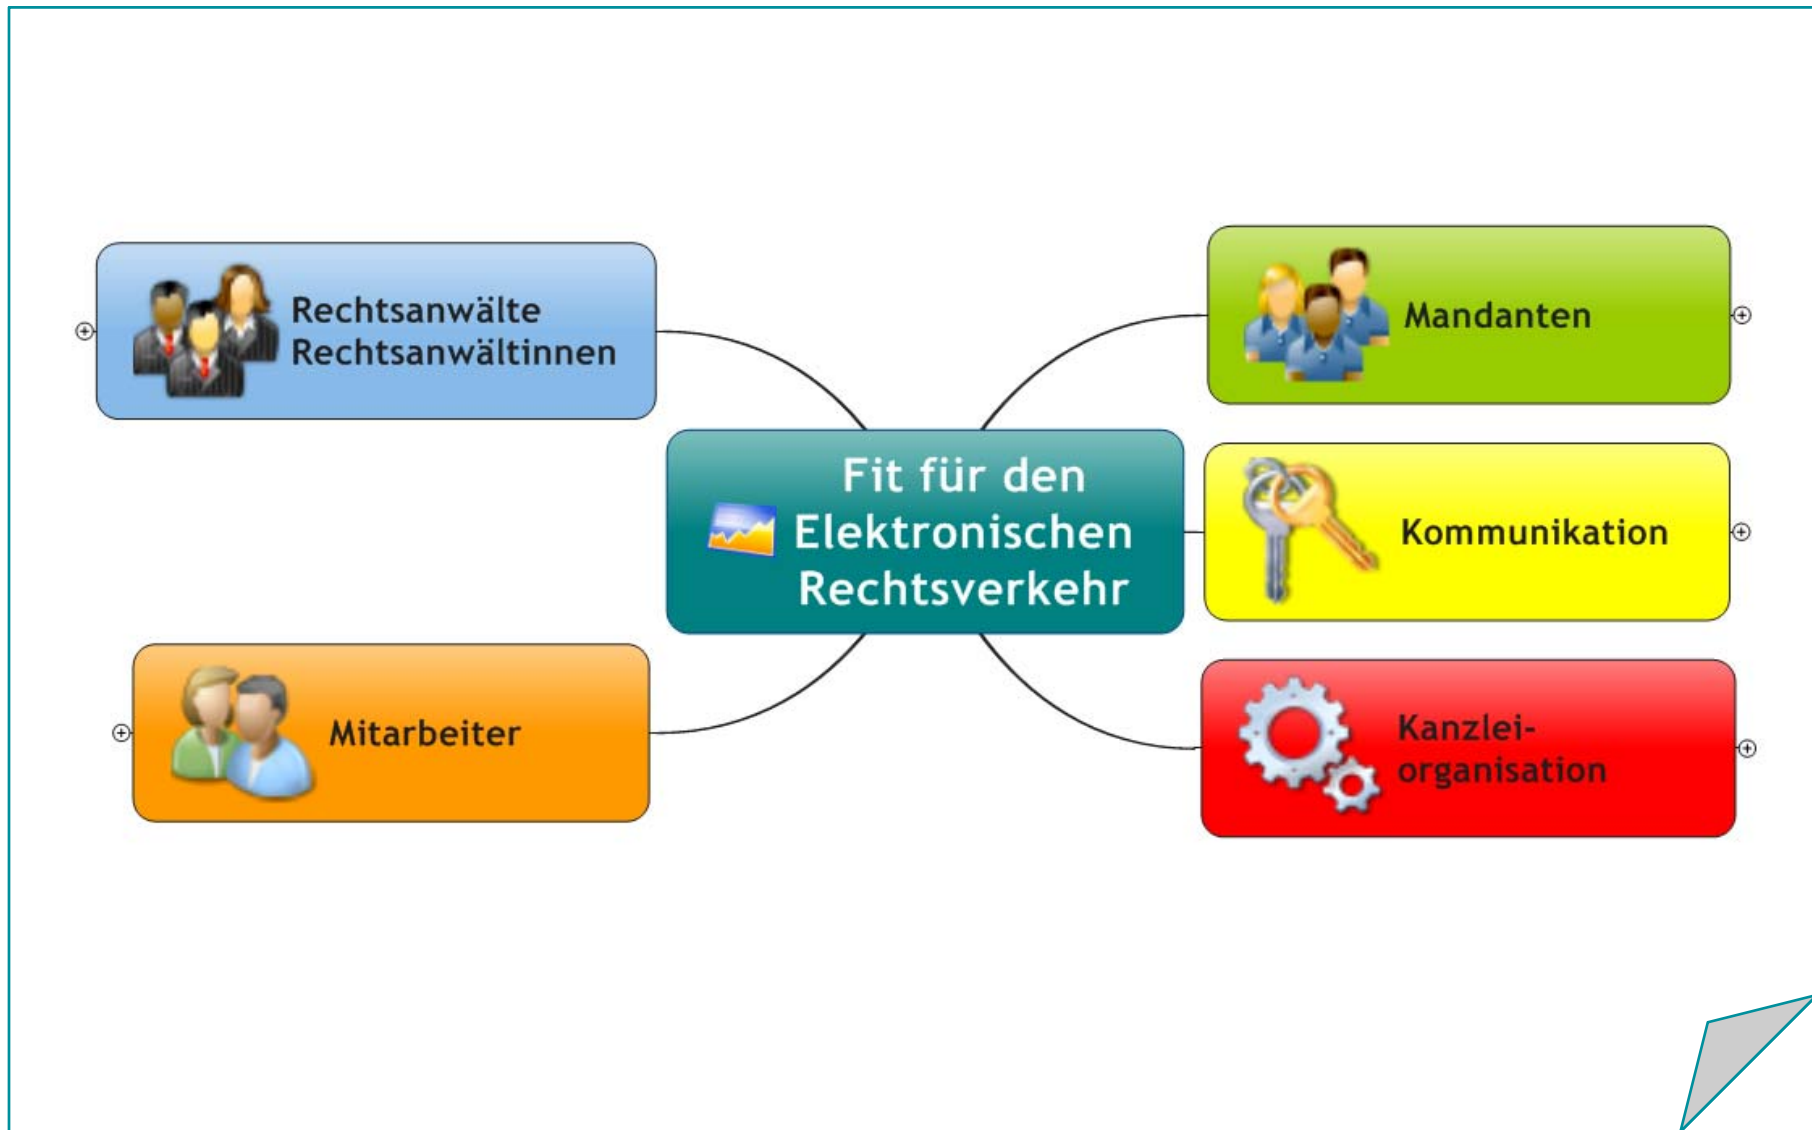 Rechtsanwälte
Rechtsanwältinnen
Mandanten
Fit für den
Elektronischen
Rechtsverkehr
Kommunikation
Mitarbeiter
Kanzlei-
organisation